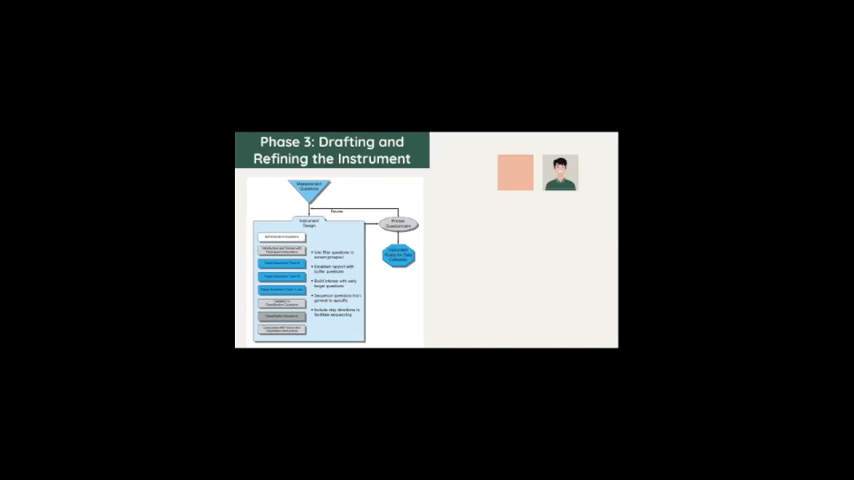 Phase 3: Drafting and
Refining the Instrument
Measurement
Questions
Revise
Instrument
Design
Pretest
Questionnaire
Instrument
Ready for Data
Collection
Administrative Questions
• Use filter questions to
screen prospect
• Establish rapport with
buffer questions
• Build interest with early
target questions
• Sequence questions from
general to specific
• Include skip directions to
facilitate sequencing
Classification Questions